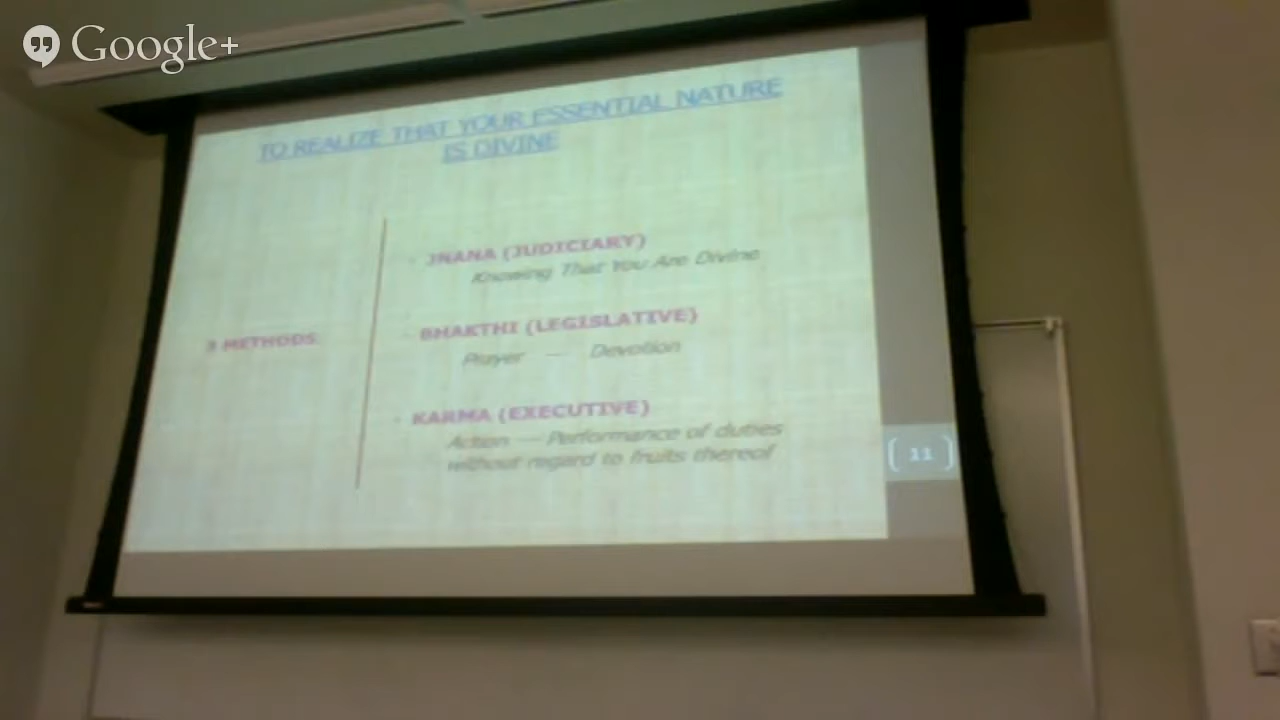 Google+
TO REALIZE THAT YOUR ESSENTIAL NATURE
IS DIVINE
JNANA (JUDICIARY)
Knowing That You Are Divine
3 METHODS
BHAKTHI (LEGISLATIVE)
Prayer — Devotion
KARMA (EXECUTIVE)
Action — Performance of duties
without regard to fruits thereof
11